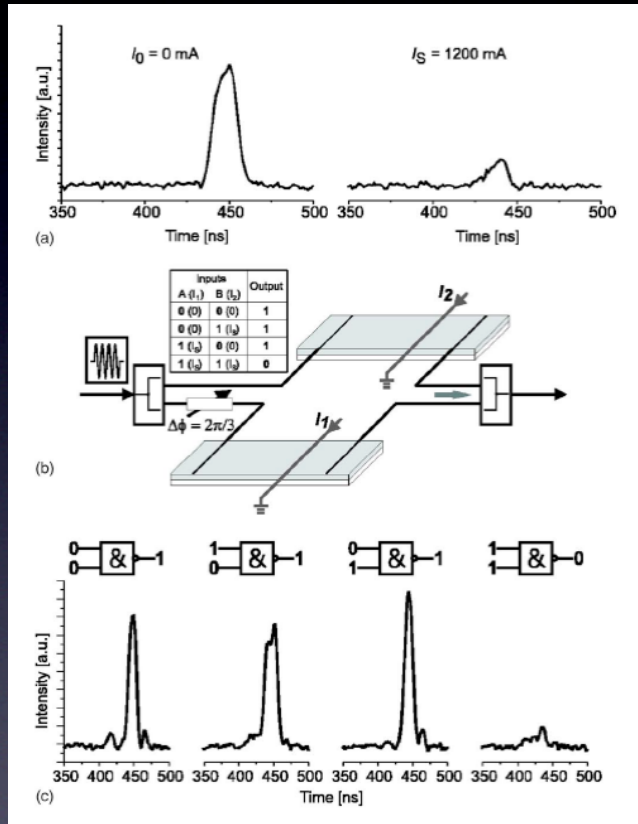 I0 = 0 mA
IS = 1200 mA
Intensity [a.u.]
350 400 450 500 350 400 450 500
Time [ns] Time [ns]
(a)
Inputs Output
A (I1) B (I2)
0 (0) 0 (0) 1
0 (0) 1 (Is) 1
1 (Is) 0 (0) 1
1 (Is) 1 (Is) 0
I2
Δϕ = 2π/3
I1
(b)
0 0 & 1
1 0 & 1
0 1 & 1
1 1 & 0
Intensity [a.u.]
350 400 450 500 350 400 450 500 350 400 450 500 350 400 450 500
Time [ns]
(c)